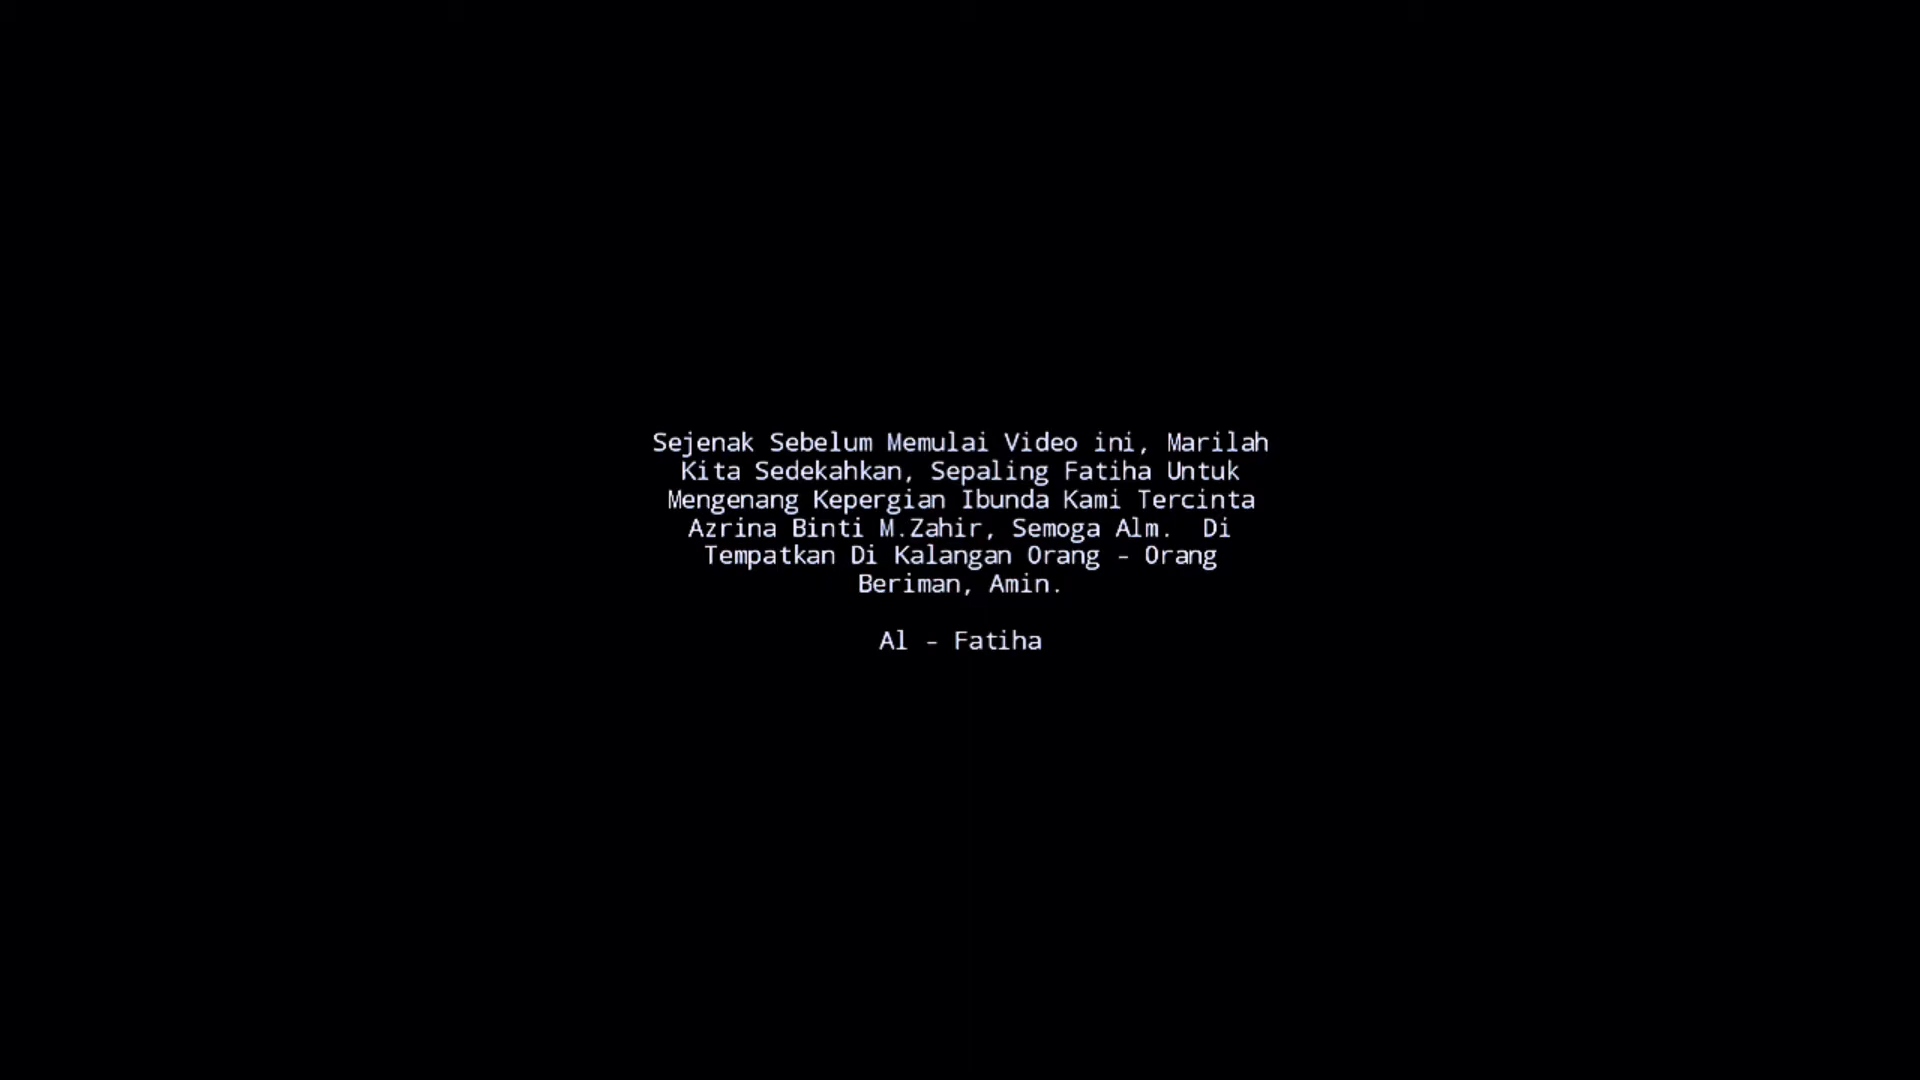 Sejenak Sebelum Memulai Video ini, Marilah
Kita Sedekahkan, Sepaling Fatiha Untuk
Mengenang Kepergian Ibunda Kami Tercinta
Azrina Binti M.Zahir, Semoga Alm.  Di
Tempatkan Di Kalangan Orang - Orang
Beriman, Amin.
Al - Fatiha